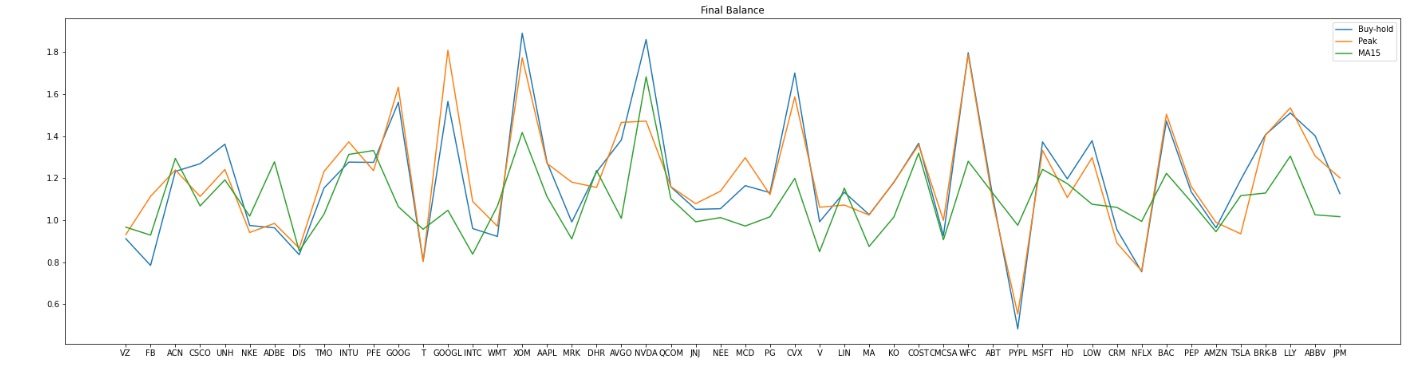 Final Balance
Buy-hold
Peak
MA15
1.8
1.6
1.4
1.2
1.0
0.8
0.6
VZ FB ACN CSCO UNH NKE ADBE DIS TMO INTU PFE GOOG T GOOGL INTC WMT XOM AAPL MRK DHR AVGO NVDA QCOM JNJ NEE MCD PG CVX V LIN MA KO COST CMCSA WFC ABT PYPL MSFT HD LOW CRM NFLX BAC PEP AMZN TSLA BRK-B LLY ABBV JPM